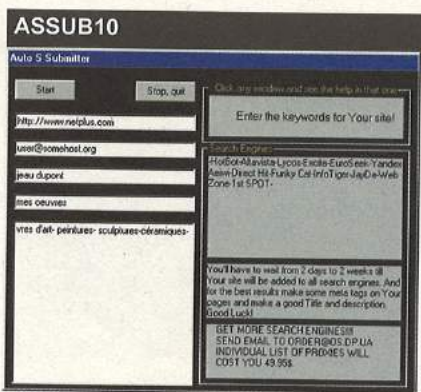 ASSUB10
Auto S Submitter
Start
Stop, quit
http://www.netplus.com
user@somehost.org
jeau dupont
mes oeuvres
vres d'art- peintures- sculptures-céramiques-
Click any window and see the help in that one
Enter the keywords for Your site!
Search Engines
-HotBot-Altavista-Lycos-Excite-EuroSeek-Yandex
Direct Hit-Funky Cat-InfoTiger-JayDe-Web
Zone-1st SPOT-
You'll have to wait from 2 days to 2 weeks till
Your site will be added to all search engines. And
for the best results make some meta tags on Your
pages and make a good Title and description.
Good Luck!
GET MORE SEARCH ENGINES!!!
SEND EMAIL TO ORDER@OS.DP.UA
INDIVIDUAL LIST OF PROXIES WILL
COST YOU 49.95$